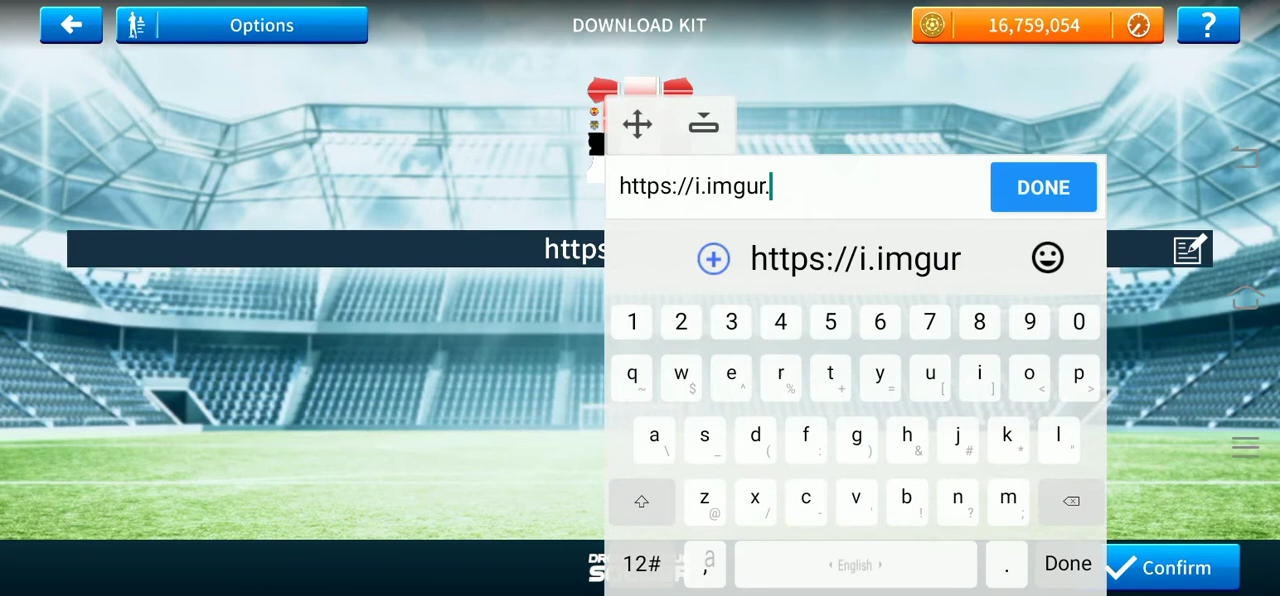 Options
DOWNLOAD KIT
16,759,054
?
https://i.imgur.
DONE
https
https://i.imgur
1 2 3 4 5 6 7 8 9 0
q w e r t y u i o p
~ $ ^ % + = [ ] < >
a s d f g h j k l
\ _ ( : ) & # * "
z x c v b n m
@ / - ' ! ? ;
12# , a English . Done
Confirm